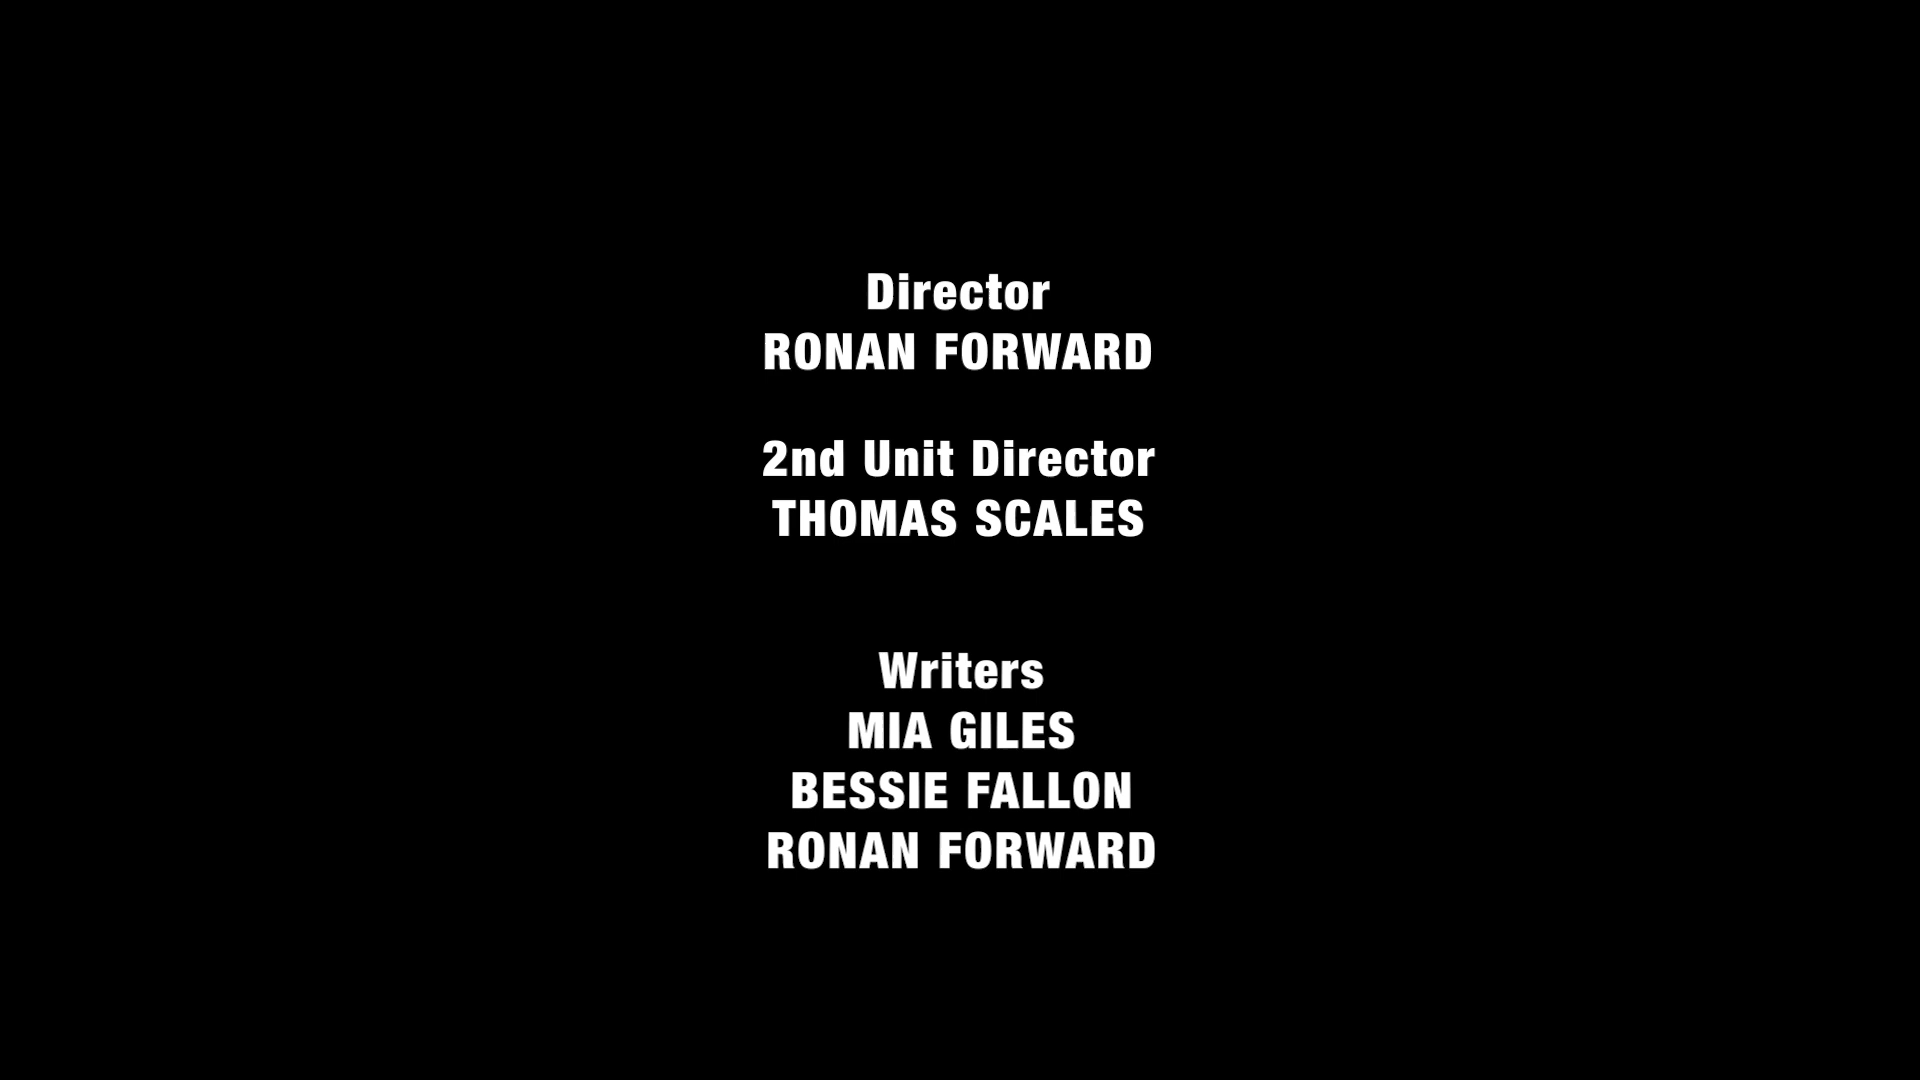 Director
RONAN FORWARD
2nd Unit Director
THOMAS SCALES
Writers
MIA GILES
BESSIE FALLON
RONAN FORWARD